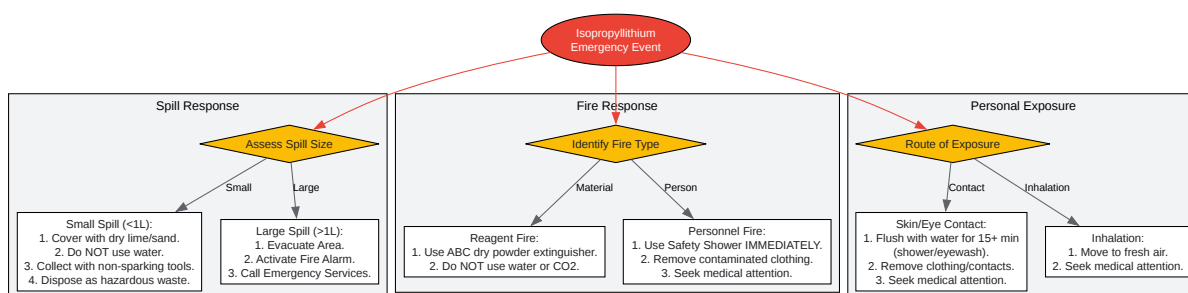 Isopropyllithium
Emergency Event
Spill Response
Assess Spill Size
Small
Large
Small Spill (<1L):
1. Cover with dry lime/sand.
2. Do NOT use water.
3. Collect with non-sparking tools.
4. Dispose as hazardous waste.
Large Spill (>1L):
1. Evacuate Area.
2. Activate Fire Alarm.
3. Call Emergency Services.
Fire Response
Identify Fire Type
Material
Person
Reagent Fire:
1. Use ABC dry powder extinguisher.
2. Do NOT use water or CO2.
Personnel Fire:
1. Use Safety Shower IMMEDIATELY.
2. Remove contaminated clothing.
3. Seek medical attention.
Personal Exposure
Route of Exposure
Contact
Inhalation
Skin/Eye Contact:
1. Flush with water for 15+ min
(shower/eyewash).
2. Remove clothing/contacts.
3. Seek medical attention.
Inhalation:
1. Move to fresh air.
2. Seek medical attention.